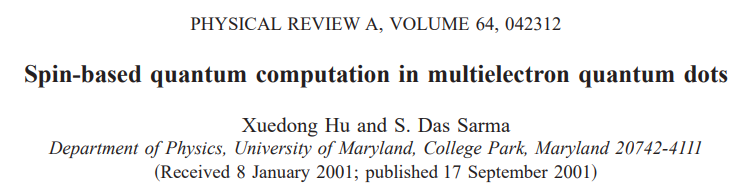 PHYSICAL REVIEW A, VOLUME 64, 042312
Spin-based quantum computation in multielectron quantum dots
Xuedong Hu and S. Das Sarma
Department of Physics, University of Maryland, College Park, Maryland 20742-4111
(Received 8 January 2001; published 17 September 2001)